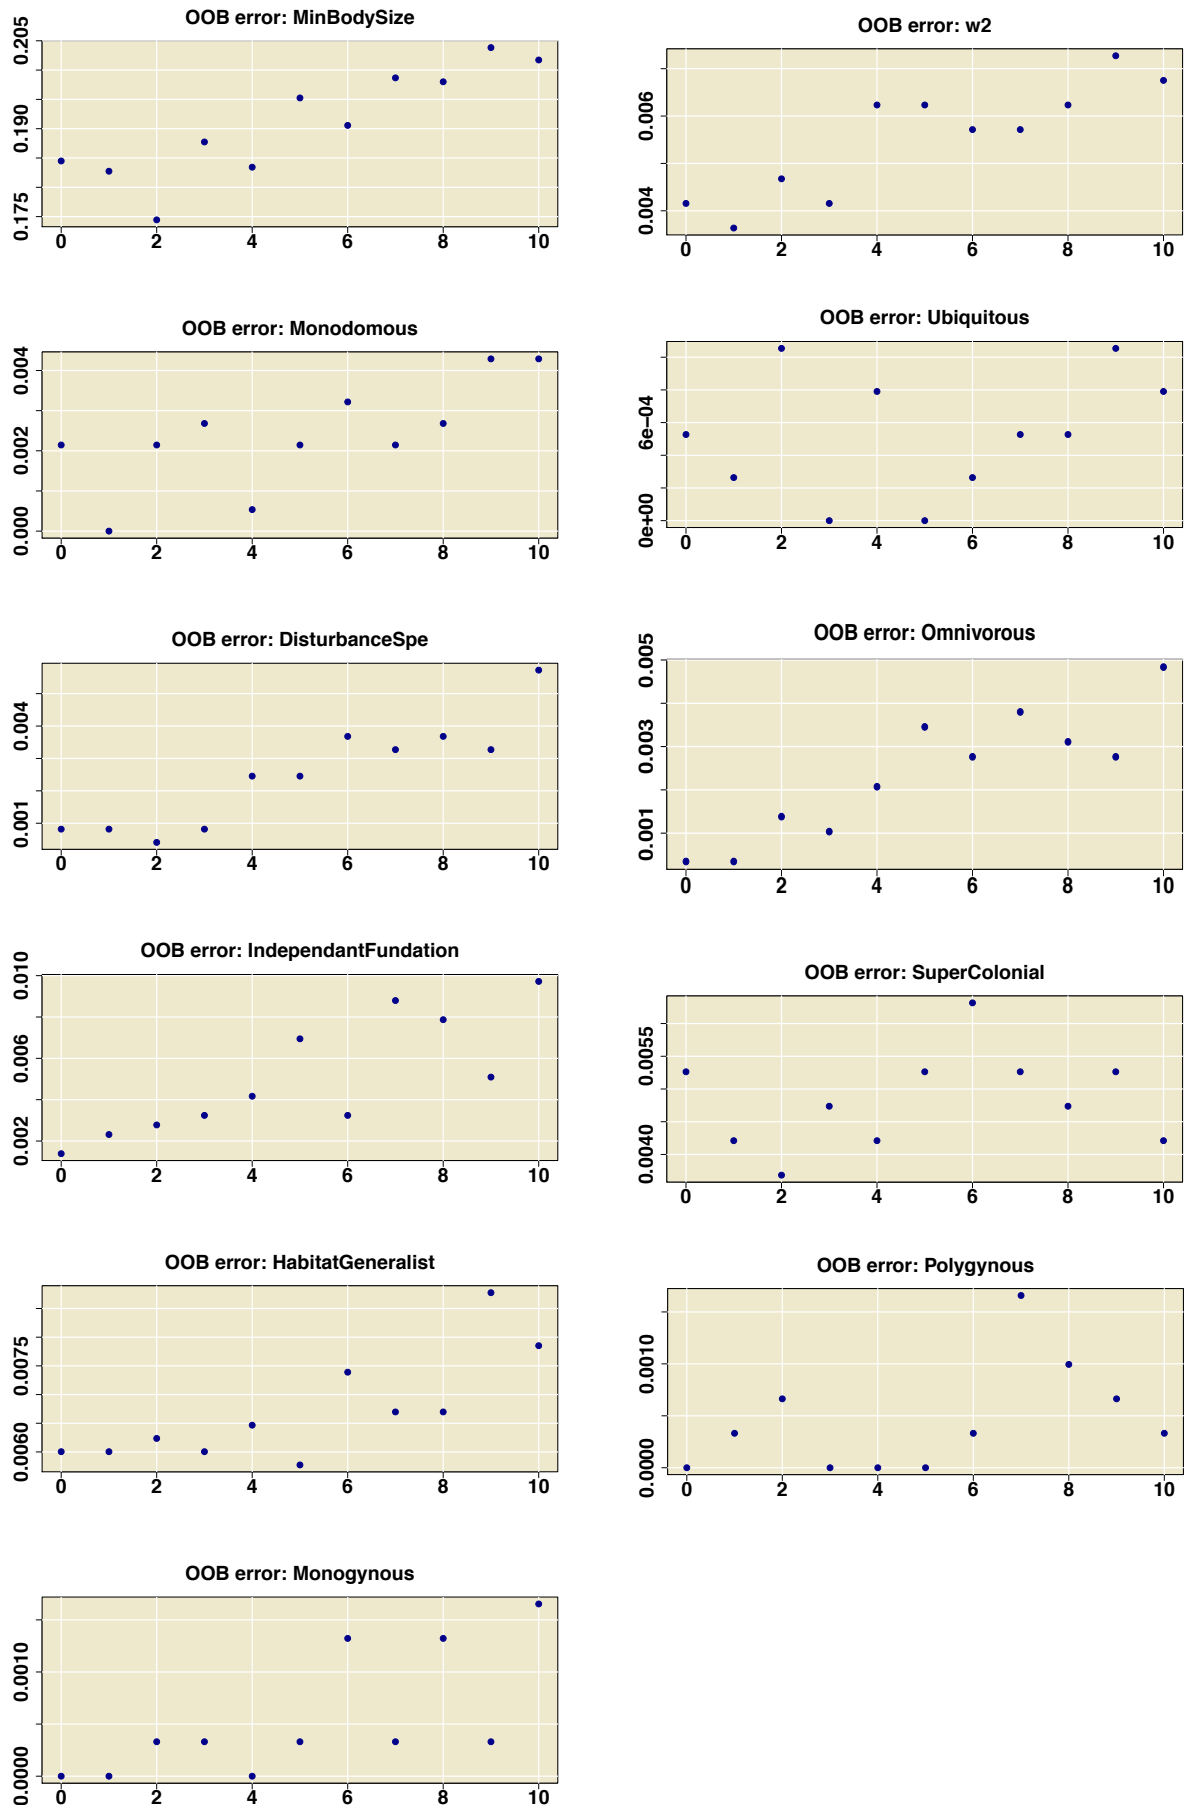 OOB error: MinBodySize
0.205
0.190
0.175
0 2 4 6 8 10
OOB error: w2
0.006
0.004
0 2 4 6 8 10
OOB error: Monodomous
0.004
0.002
0.000
0 2 4 6 8 10
OOB error: Ubiquitous
6e−04
0e+00
0 2 4 6 8 10
OOB error: DisturbanceSpe
0.004
0.001
0 2 4 6 8 10
OOB error: Omnivorous
0.005
0.003
0.001
0 2 4 6 8 10
OOB error: IndependantFundation
0.010
0.006
0.002
0 2 4 6 8 10
OOB error: SuperColonial
0.0055
0.0040
0 2 4 6 8 10
OOB error: HabitatGeneralist
0.0075
0.0060
0 2 4 6 8 10
OOB error: Polygynous
0.0010
0.0000
0 2 4 6 8 10
OOB error: Monogynous
0.0010
0.0000
0 2 4 6 8 10